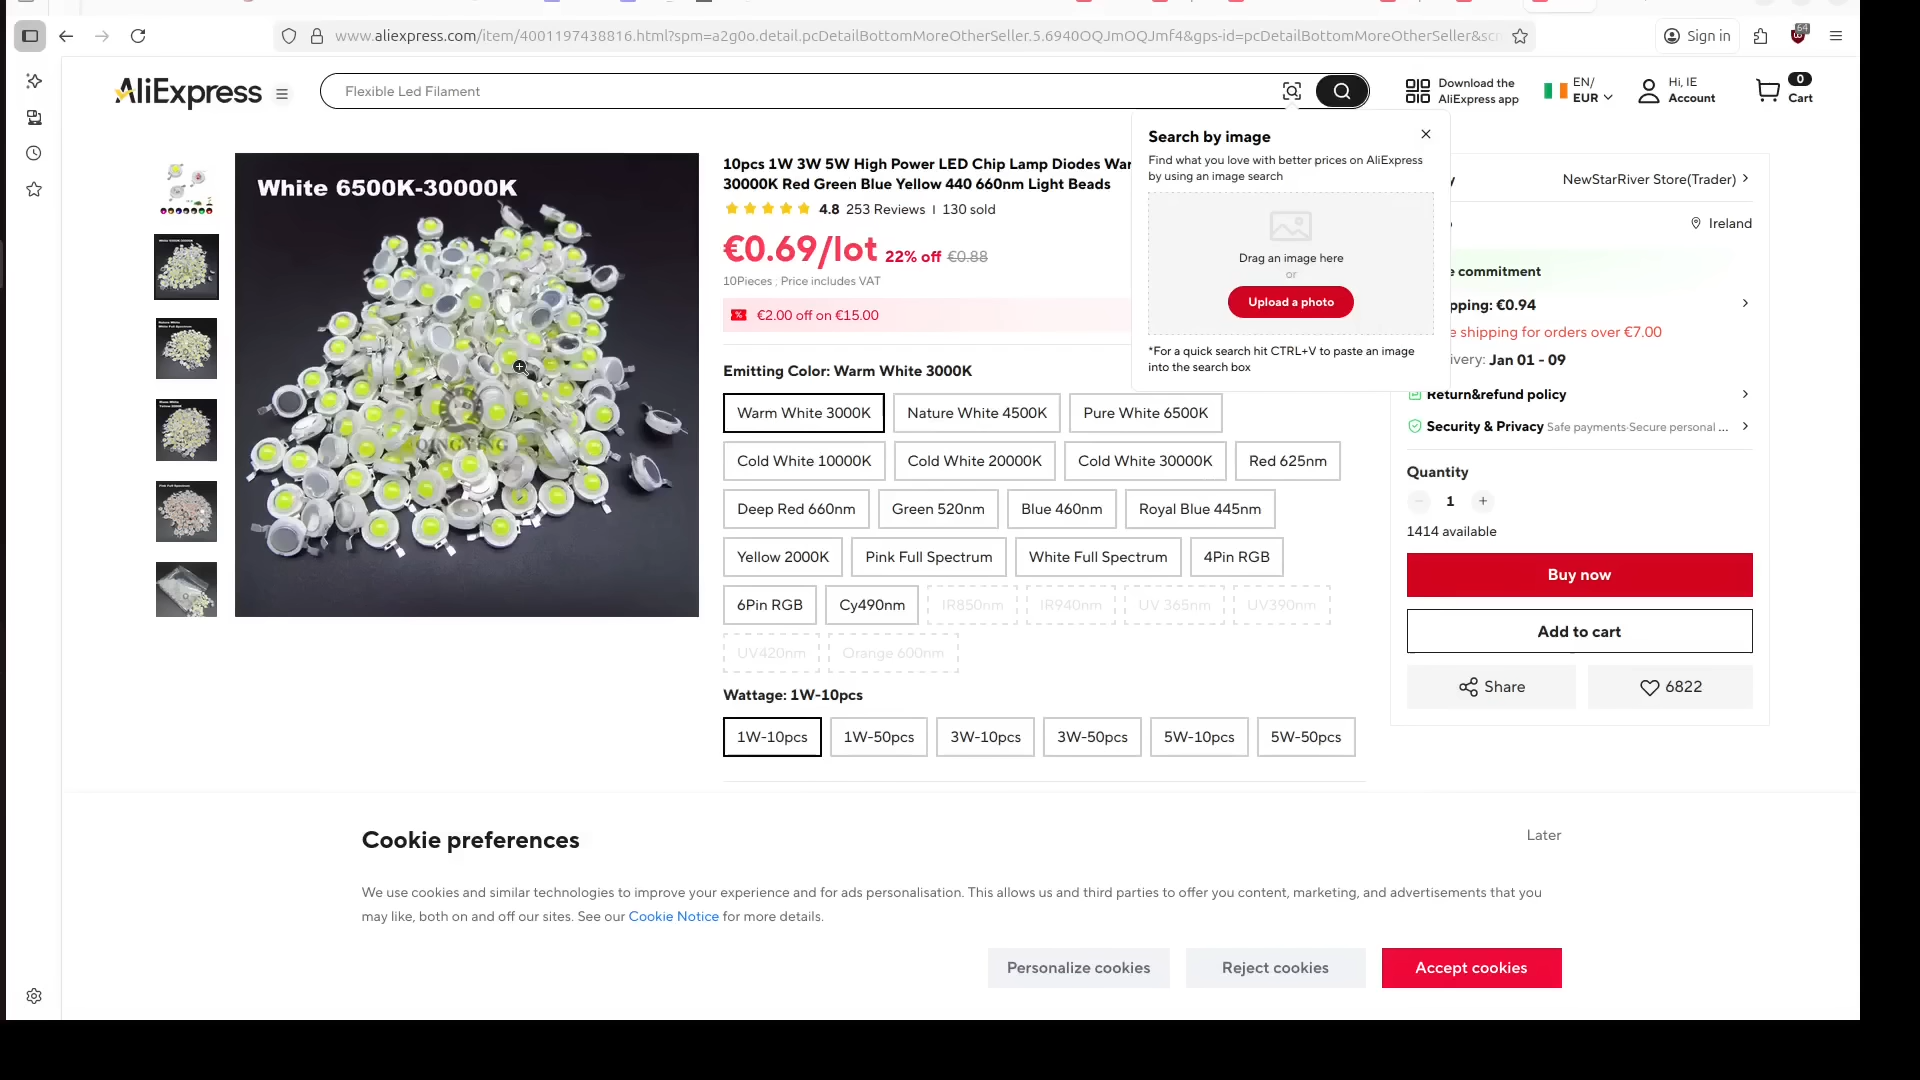 www.aliexpress.com/item/4001197438816.html?spm=a2g0o.detail.pcDetailBottomMoreOtherSeller.5.6940OQJmOQJmf4&gps-id=pcDetailBottomMoreOtherSeller&sc
Sign in
64
AliExpress
Flexible Led Filament
Download the
AliExpress app
EN/
EUR
Hi, IE
Account
0
Cart
Search by image
Find what you love with better prices on AliExpress
by using an image search
Drag an image here
or
Upload a photo
*For a quick search hit CTRL+V to paste an image
into the search box
White 6500K-30000K
10pcs 1W 3W 5W High Power LED Chip Lamp Diodes War
30000K Red Green Blue Yellow 440 660nm Light Beads
4.8 253 Reviews | 130 sold
€0.69/lot 22% off €0.88
10Pieces , Price includes VAT
€2.00 off on €15.00
Emitting Color: Warm White 3000K
Warm White 3000K
Nature White 4500K
Pure White 6500K
Cold White 10000K
Cold White 20000K
Cold White 30000K
Red 625nm
Deep Red 660nm
Green 520nm
Blue 460nm
Royal Blue 445nm
Yellow 2000K
Pink Full Spectrum
White Full Spectrum
4Pin RGB
6Pin RGB
Cy490nm
IR850nm
IR940nm
UV 365nm
UV390nm
UV420nm
Orange 600nm
Wattage: 1W-10pcs
1W-10pcs
1W-50pcs
3W-10pcs
3W-50pcs
5W-10pcs
5W-50pcs
NewStarRiver Store(Trader)
Ireland
commitment
pping: €0.94
shipping for orders over €7.00
ivery: Jan 01 - 09
Return&refund policy
Security & Privacy Safe payments·Secure personal ...
Quantity
1
1414 available
Buy now
Add to cart
Share
6822
Cookie preferences
Later
We use cookies and similar technologies to improve your experience and for ads personalisation. This allows us and third parties to offer you content, marketing, and advertisements that you
may like, both on and off our sites. See our Cookie Notice for more details.
Personalize cookies
Reject cookies
Accept cookies